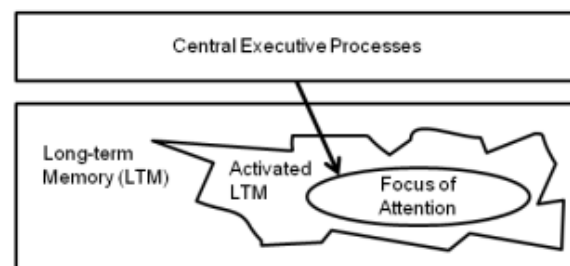 Central Executive Processes
Long-term
Memory (LTM)
Activated
LTM
Focus of
Attention